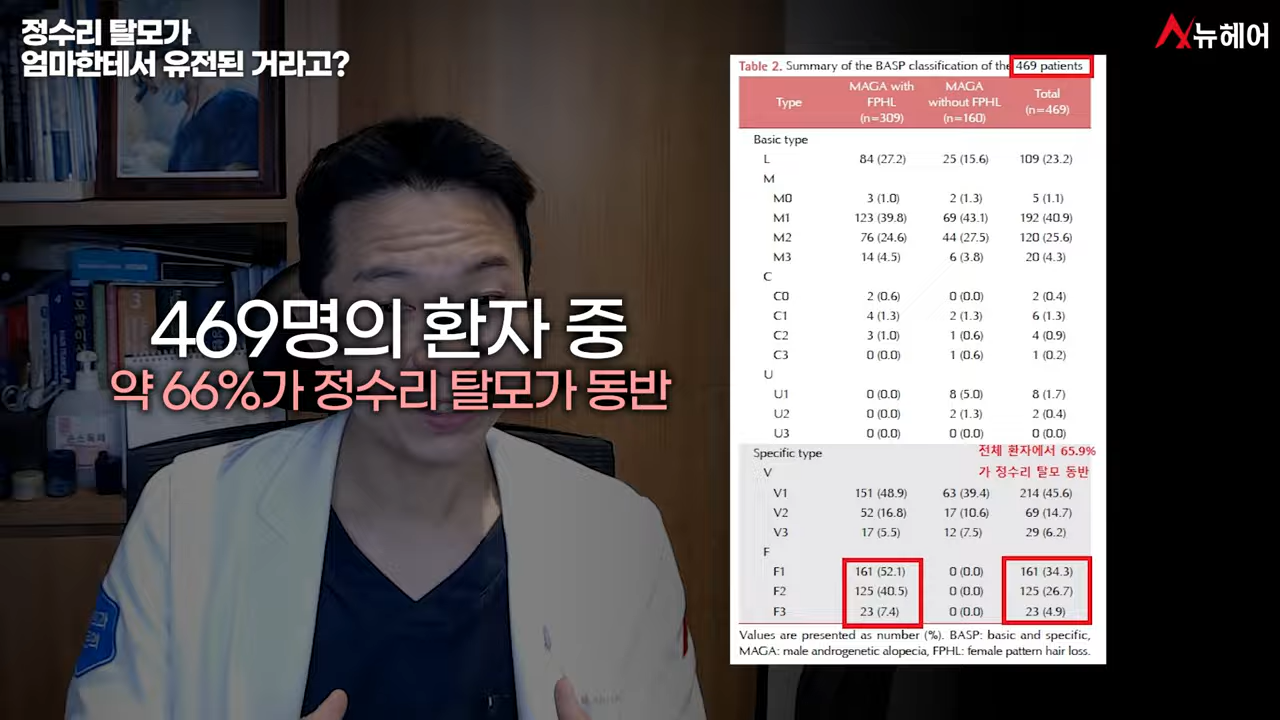 정수리 탈모가
엄마한테서 유전된 거라고?
뉴헤어
469명의 환자 중
약 66%가 정수리 탈모가 동반
손소독제
Table 2. Summary of the BASP classification of the 469 patients
Type MAGA with FPHL (n=309) MAGA without FPHL (n=160) Total (n=469)
Basic type
L 84 (27.2) 25 (15.6) 109 (23.2)
M
M0 3 (1.0) 2 (1.3) 5 (1.1)
M1 123 (39.8) 69 (43.1) 192 (40.9)
M2 76 (24.6) 44 (27.5) 120 (25.6)
M3 14 (4.5) 6 (3.8) 20 (4.3)
C
C0 2 (0.6) 0 (0.0) 2 (0.4)
C1 4 (1.3) 2 (1.3) 6 (1.3)
C2 3 (1.0) 1 (0.6) 4 (0.9)
C3 0 (0.0) 1 (0.6) 1 (0.2)
U
U1 0 (0.0) 8 (5.0) 8 (1.7)
U2 0 (0.0) 2 (1.3) 2 (0.4)
U3 0 (0.0) 0 (0.0) 0 (0.0)
Specific type
전체 환자에서 65.9%
가 정수리 탈모 동반
V
V1 151 (48.9) 63 (39.4) 214 (45.6)
V2 52 (16.8) 17 (10.6) 69 (14.7)
V3 17 (5.5) 12 (7.5) 29 (6.2)
F
F1 161 (52.1) 0 (0.0) 161 (34.3)
F2 125 (40.5) 0 (0.0) 125 (26.7)
F3 23 (7.4) 0 (0.0) 23 (4.9)
Values are presented as number (%). BASP: basic and specific,
MAGA: male androgenetic alopecia, FPHL: female pattern hair loss.